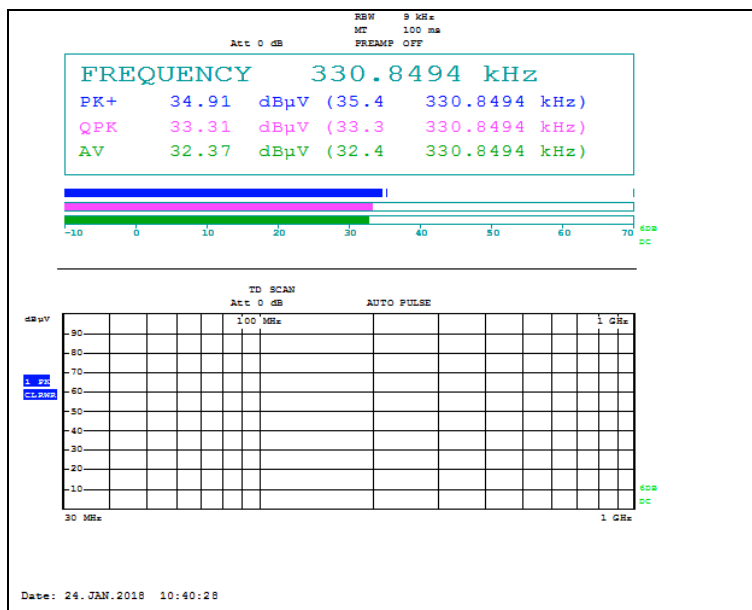 RBW 9 kHz
MT 100 ms
Att 0 dB PREAMP OFF
FREQUENCY 330.8494 kHz
PK+ 34.91 dBµV (35.4 330.8494 kHz)
QPK 33.31 dBµV (33.3 330.8494 kHz)
AV 32.37 dBµV (32.4 330.8494 kHz)
-10 0 10 20 30 40 50 60 70
6DB
DC
TD SCAN
Att 0 dB AUTO PULSE
dBµV 100 MHz 1 GHz
90
80
70
1 PK
60
CLRWR
50
40
30
20
10
6DB
DC
30 MHz 1 GHz
Date: 24.JAN.2018 10:40:28